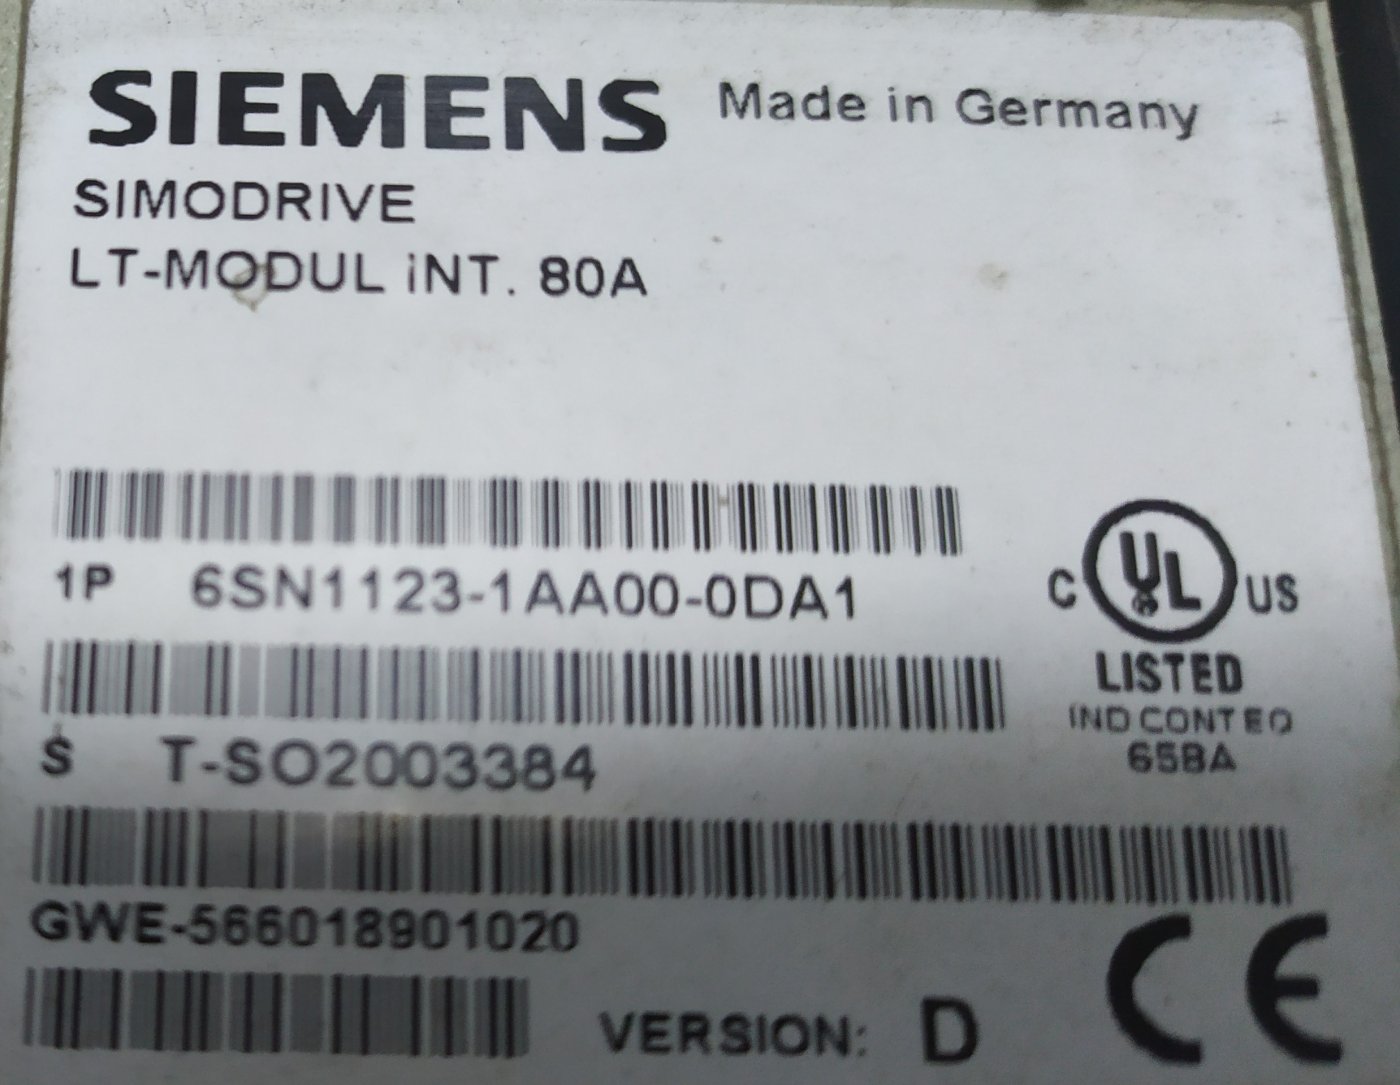 SIEMENS Made in Germany
SIMODRIVE
LT-MODUL iNT. 80A
1P 6SN1123-1AA00-0DA1
C UL US
LISTED
IND CONT EQ
658A
S T-SO2003384
GWE-566018901020
VERSION: D
CE